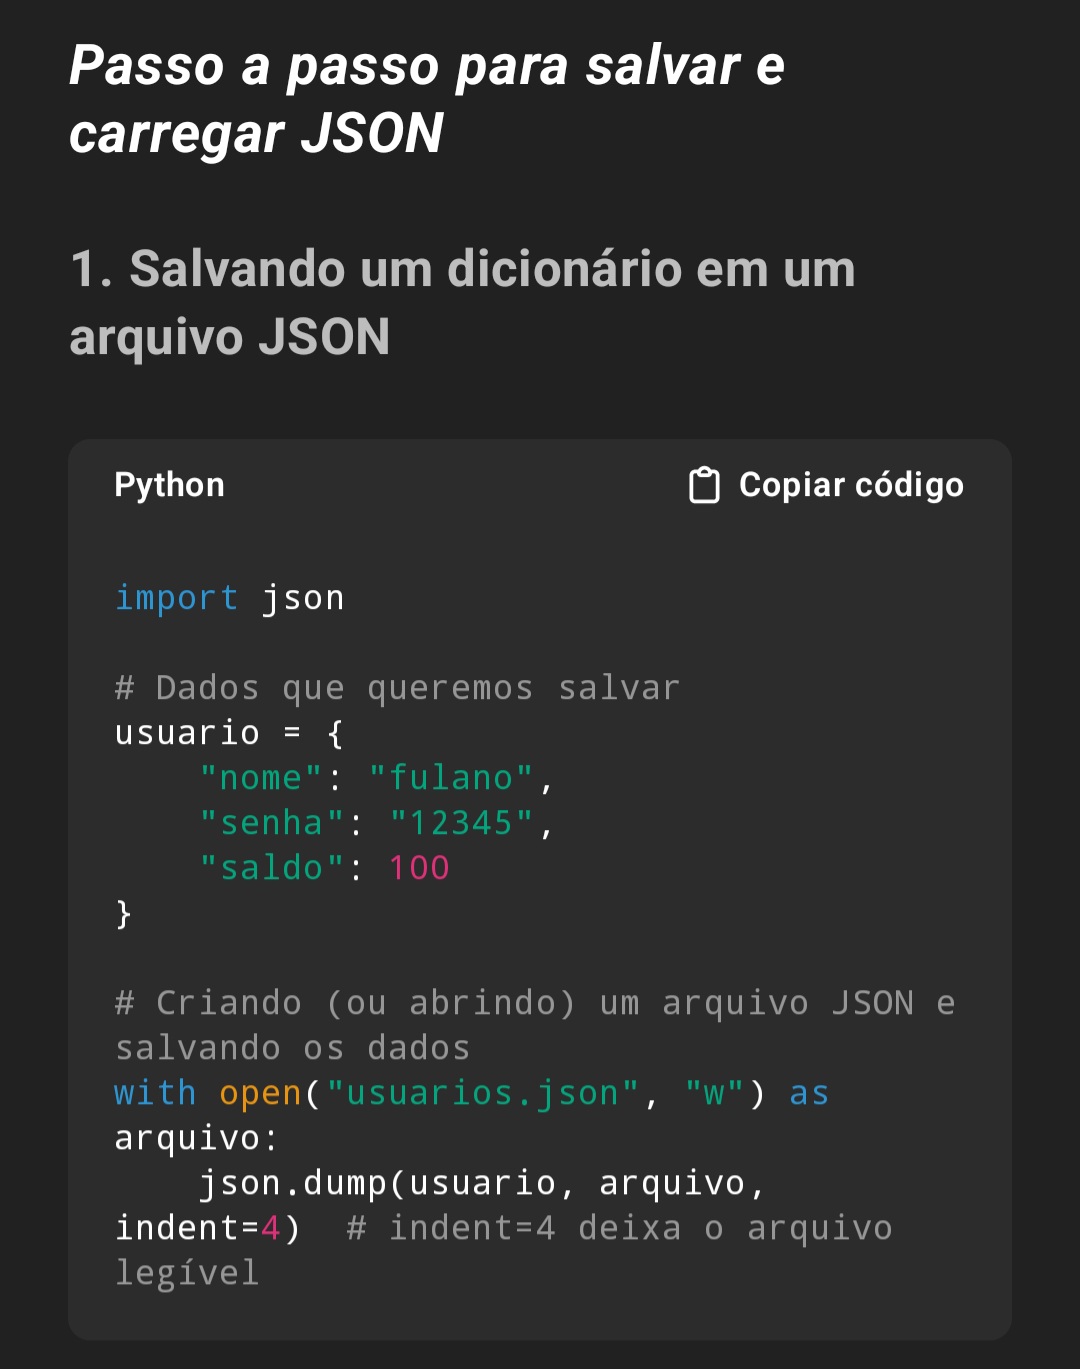 Passo a passo para salvar e
carregar JSON
1. Salvando um dicionário em um
arquivo JSON
Python
Copiar código
import json
# Dados que queremos salvar
usuario = {
    "nome": "fulano",
    "senha": "12345",
    "saldo": 100
}
# Criando (ou abrindo) um arquivo JSON e
salvando os dados
with open("usuarios.json", "w") as
arquivo:
    json.dump(usuario, arquivo,
indent=4)  # indent=4 deixa o arquivo
legível